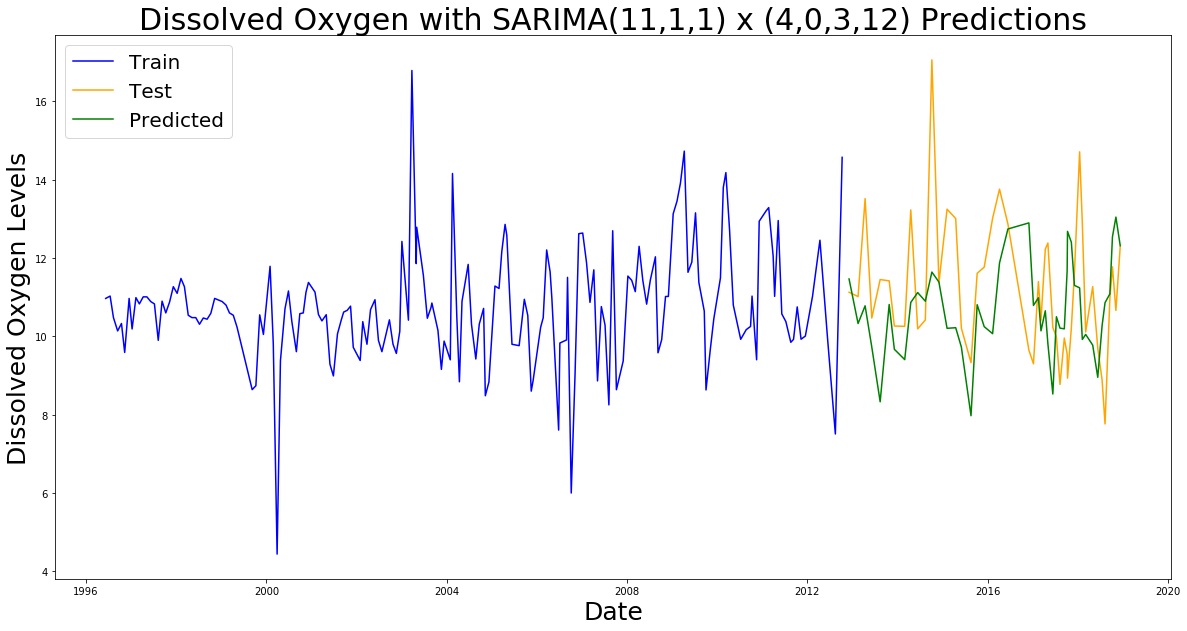 Dissolved Oxygen with SARIMA(11,1,1) x (4,0,3,12) Predictions
Train
Test
Predicted
Dissolved Oxygen Levels
16
14
12
10
8
6
4
1996
2000
2004
2008
2012
2016
2020
Date